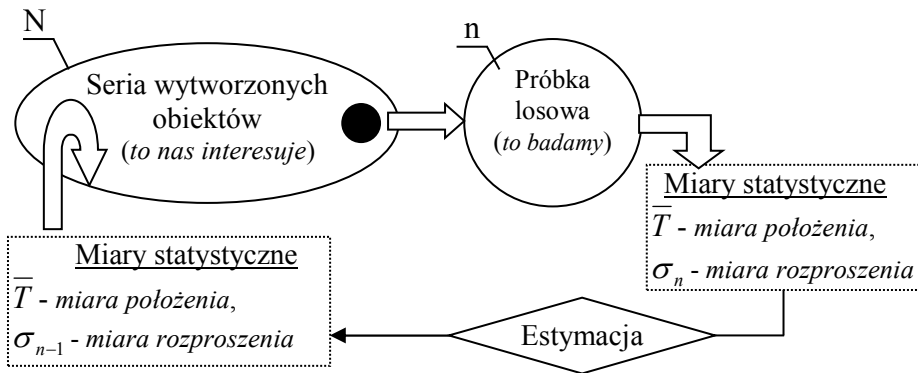 N
Seria wytworzonych
obiektów
(to nas interesuje)
n
Próbka
losowa
(to badamy)
Miary statystyczne
T̅ - miara położenia,
σₙ - miara rozproszenia
Estymacja
Miary statystyczne
T̅ - miara położenia,
σₙ₋₁ - miara rozproszenia